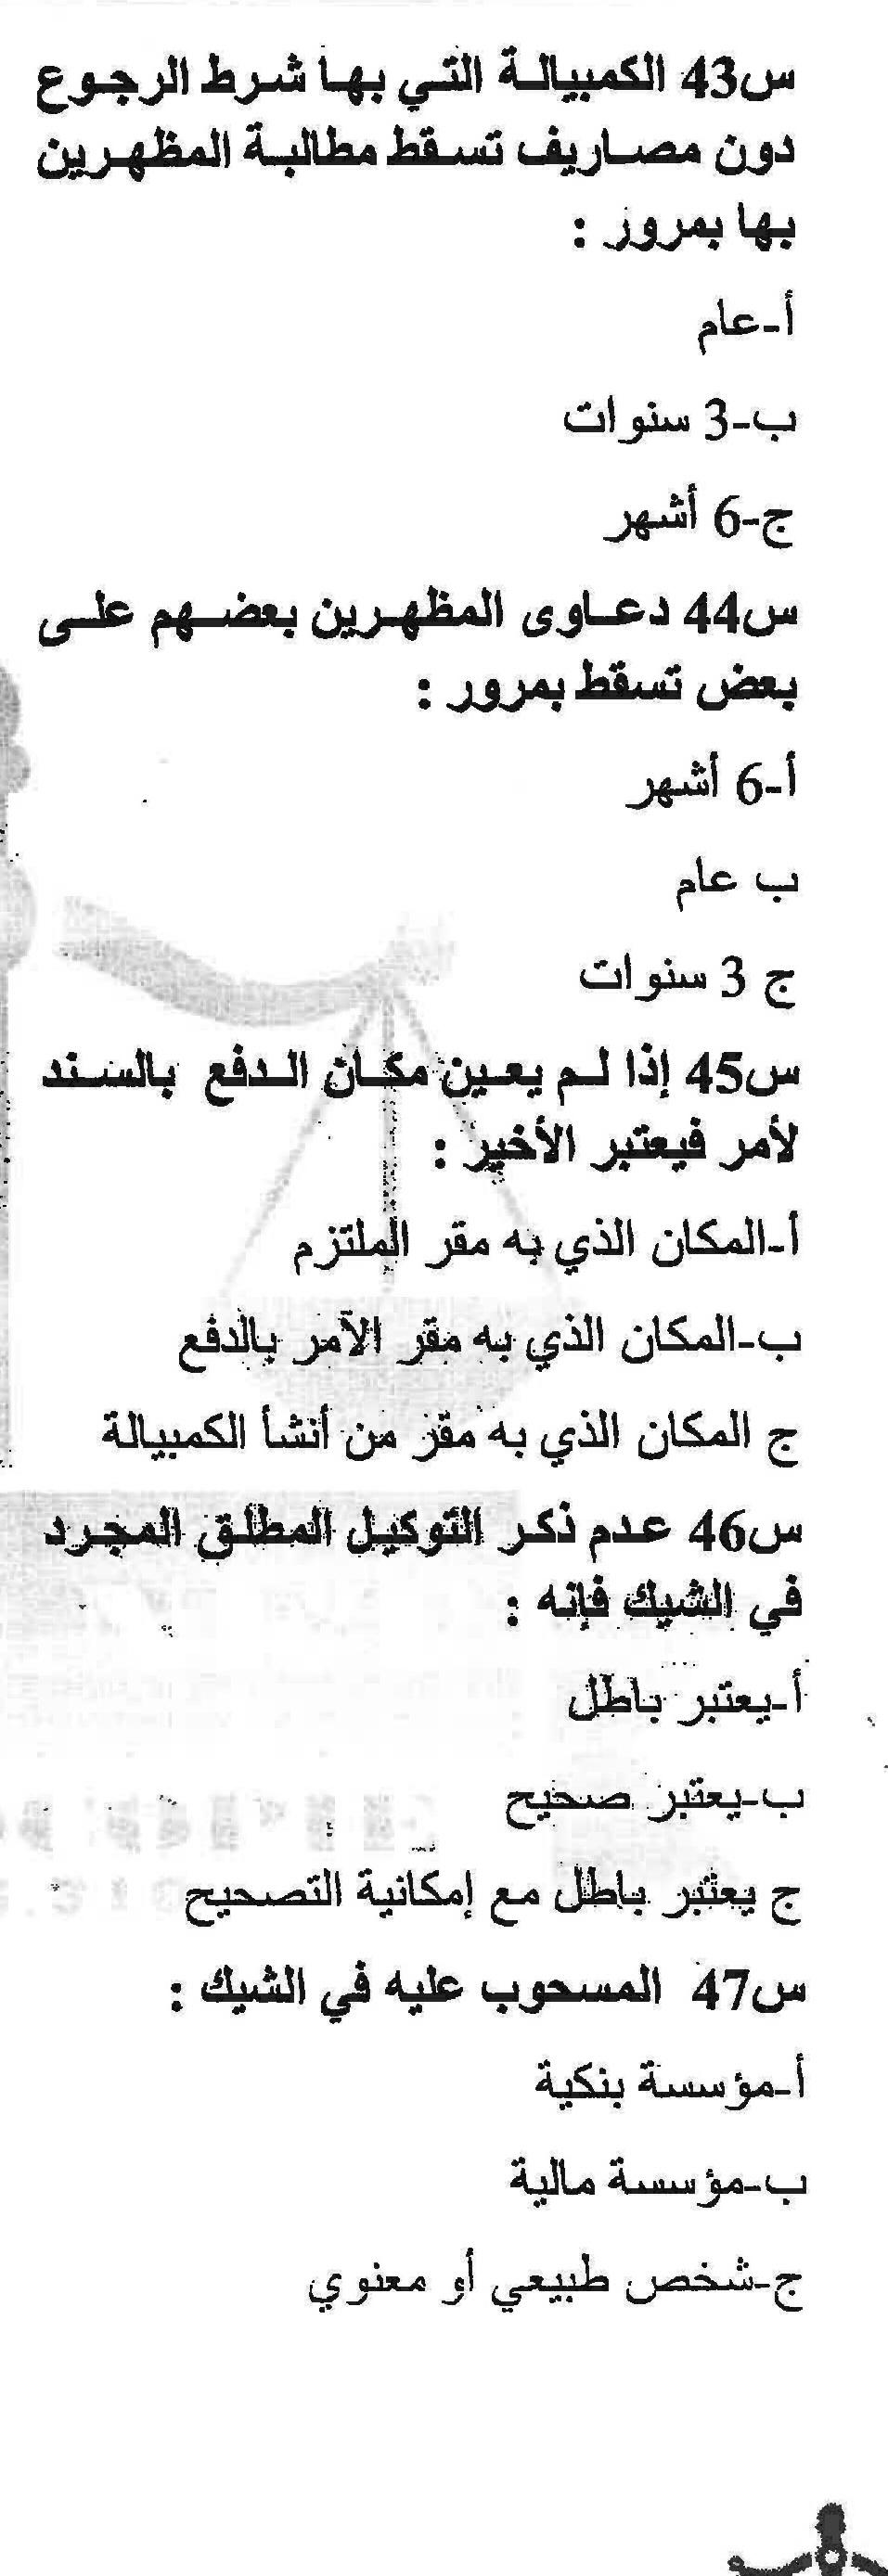 س43 الكمبيالة التي بها شرط الرجوع
دون مصاريف تسقط مطالبة المظهرين
بها بمرور :
أ-عام
ب-3 سنوات
ج-6 أشهر
س44 دعاوى المظهرين بعضهم على
بعض تسقط بمرور :
أ-6 أشهر
ب عام
ج 3 سنوات
س45 إذا لم يعين مكان الدفع بالسند
لأمر فيعتبر الأخير :
أ-المكان الذي به مقر الملتزم
ب-المكان الذي به مقر الآمر بالدفع
ج المكان الذي به مقر من أنشأ الكمبيالة
س46 عدم ذكر التوكيل المطلق المجرد
في الشيك فإنه :
أ-يعتبر باطل
ب-يعتبر صحيح
ج يعتبر باطل مع إمكانية التصحيح
س47 المسحوب عليه في الشيك :
أ-مؤسسة بنكية
ب-مؤسسة مالية
ج-شخص طبيعي أو معنوي